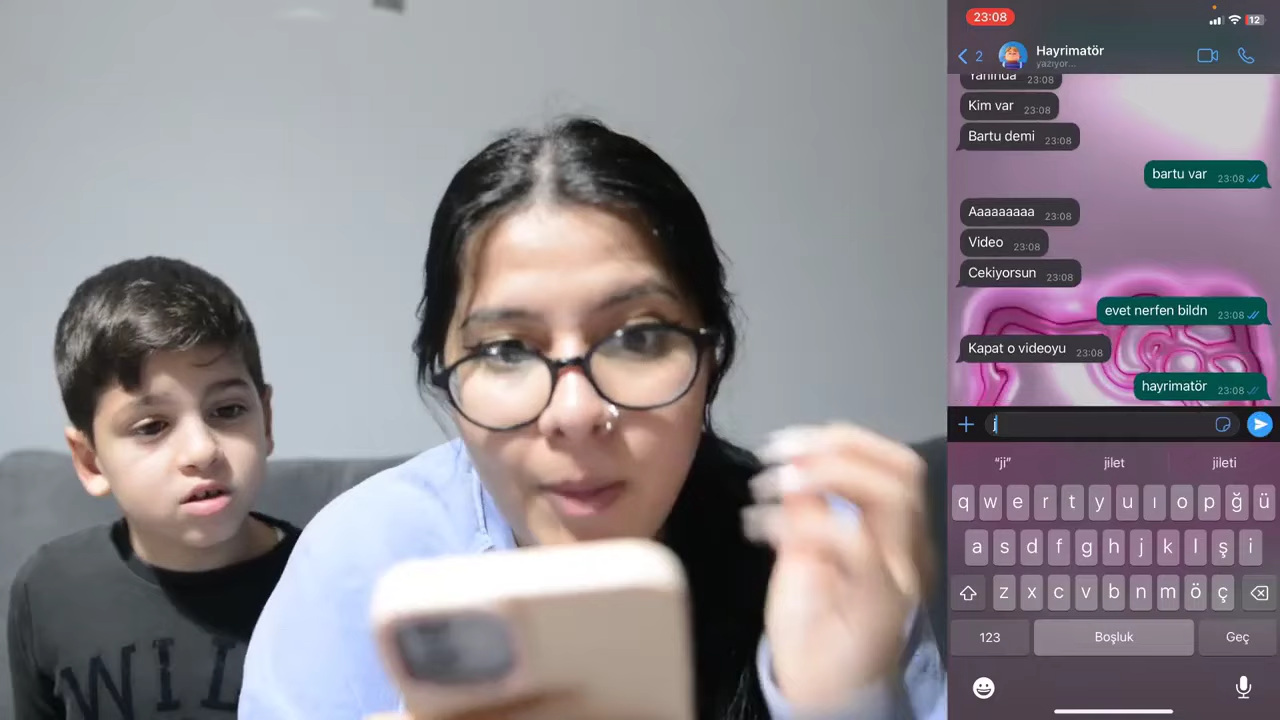 WIL
23:08
12
2
Hayrimatör
yazıyor...
Yanında 23:08
Kim var 23:08
Bartu demi 23:08
bartu var 23:08
Aaaaaaaaa 23:08
Video 23:08
Cekiyorsun 23:08
evet nerfen bildn 23:08
Kapat o videoyu 23:08
hayrimatör 23:08
j
“ji” jilet jileti
q w e r t y u ı o p ğ ü
a s d f g h j k l ş i
z x c v b n m ö ç
123 Boşluk Geç